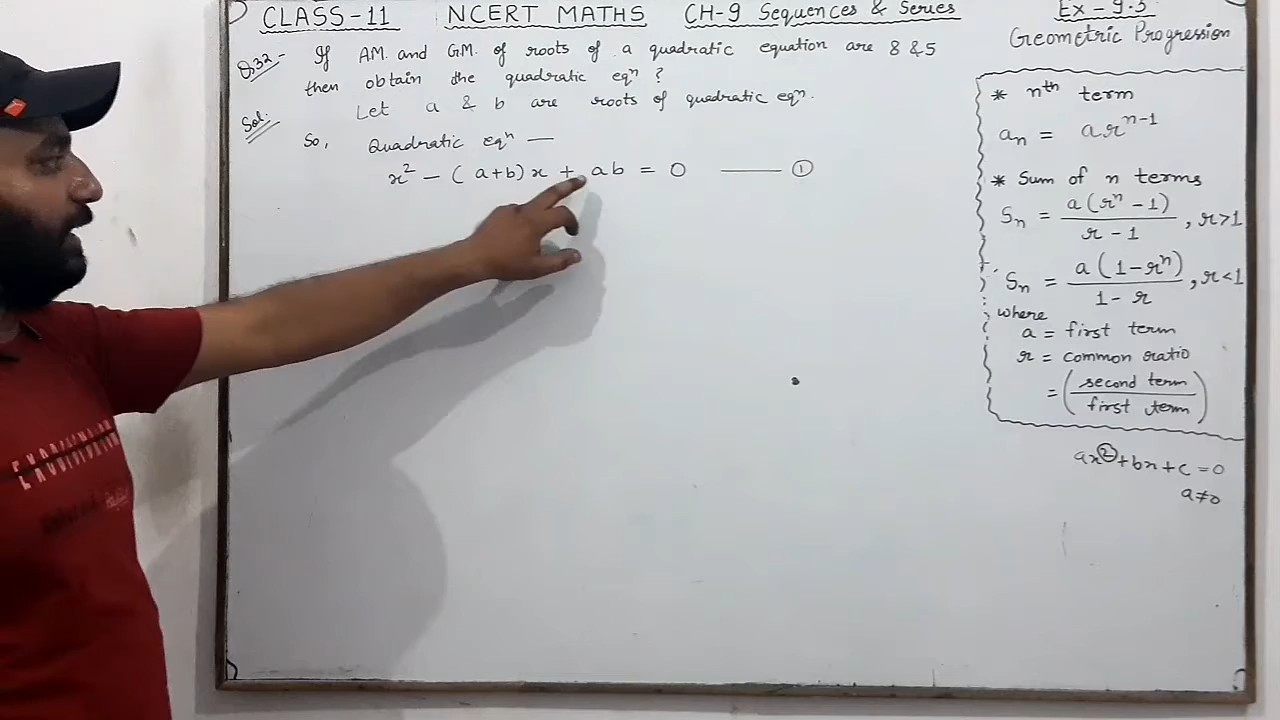 CLASS-11 NCERT MATHS CH-9 Sequences & Series Ex-9.3
Geometric Progression
Q.32- If A.M. and G.M. of roots of a quadratic equation are 8 & 5
then obtain the quadratic eqⁿ ?
Sol: Let a & b are roots of quadratic eqⁿ.
So, Quadratic eqⁿ —
x² - (a+b)x + ab = 0 —— ①
* nᵗʰ term
aₙ = arⁿ⁻¹
* Sum of n terms
Sₙ = a(rⁿ-1)/r-1, r>1
Sₙ = a(1-rⁿ)/1-r, r<1
where
a = first term
r = common ratio
= (second term/first term)
ax²+bx+c=0
a≠0